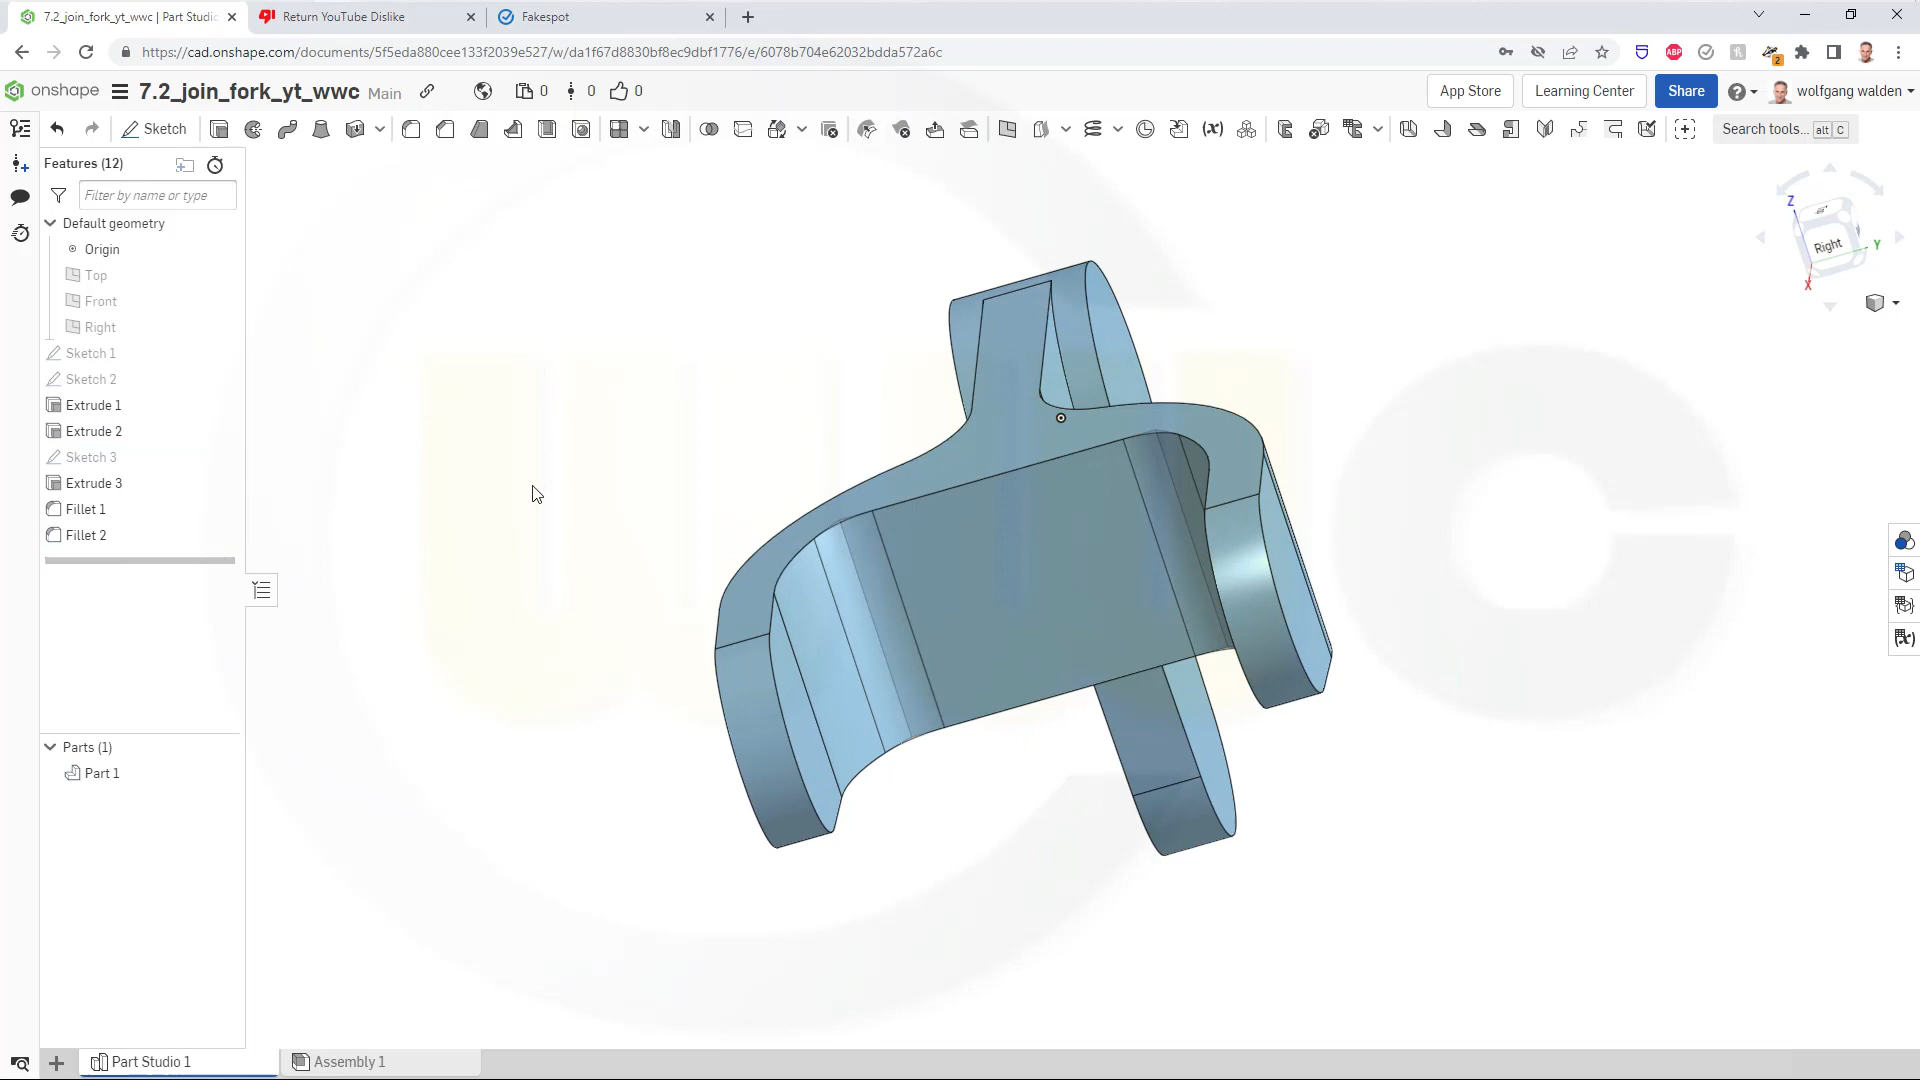 7.2_join_fork_yt_wwc | Part Studio
Return YouTube Dislike
Fakespot
https://cad.onshape.com/documents/5f5eda880cee133f2039e527/w/da1f67d8830bf8ec9dbf1776/e/6078b704e62032bdda572a6c
ABP
2
onshape
7.2_join_fork_yt_wwc Main
0
0
0
App Store
Learning Center
Share
wolfgang walden
Sketch
Search tools... alt C
Features (12)
Filter by name or type
Default geometry
Origin
Top
Front
Right
Sketch 1
Sketch 2
Extrude 1
Extrude 2
Sketch 3
Extrude 3
Fillet 1
Fillet 2
Parts (1)
Part 1
Z
Right
Y
X
Part Studio 1
Assembly 1